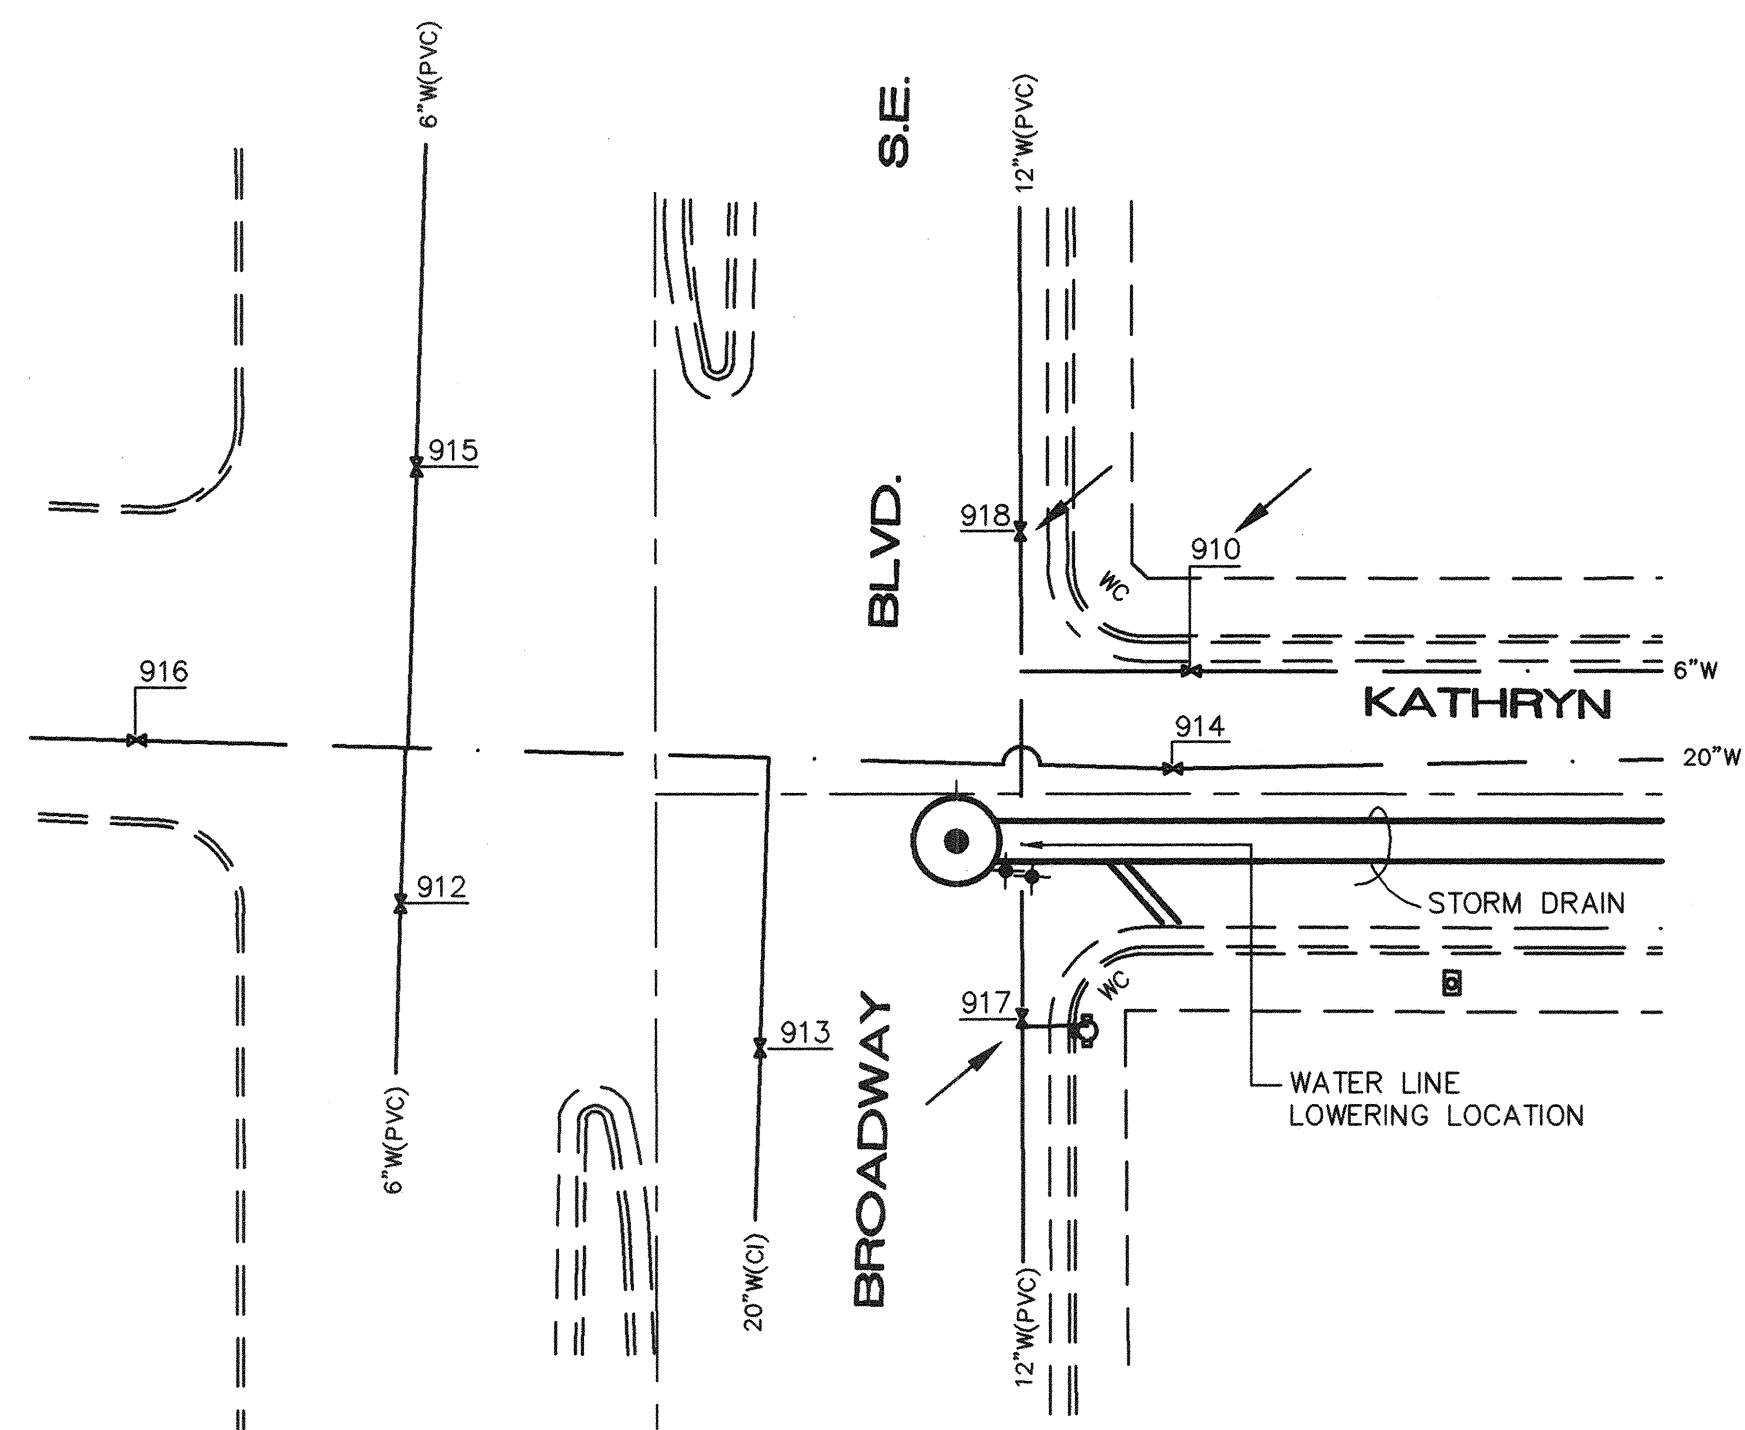 6"W(PVC)
S.E.
12"W(PVC)
915
BLVD.
918
910
WC
916
6"W
KATHRYN
914
20"W
912
STORM DRAIN
WC
917
913
BROADWAY
WATER LINE
LOWERING LOCATION
6"W(PVC)
20"W(CI)
12"W(PVC)